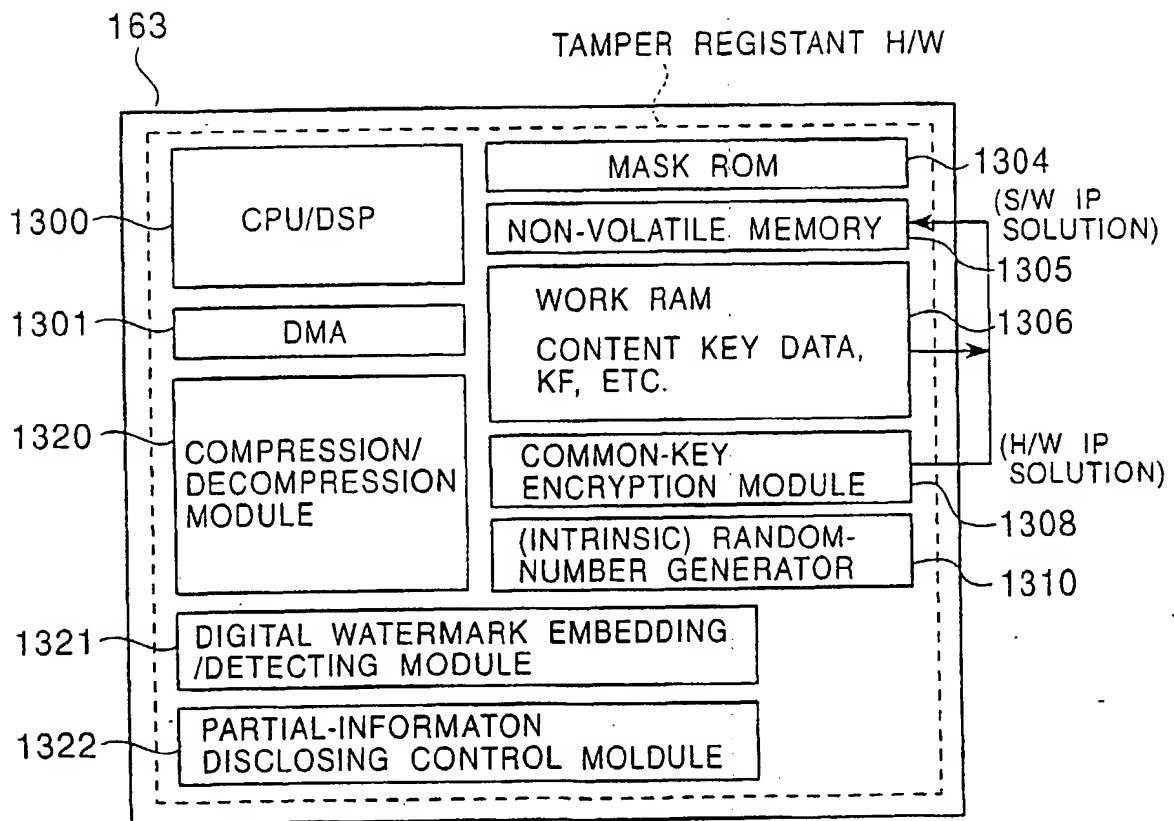 163
TAMPER REGISTANT H/W
1300
CPU/DSP
MASK ROM
1304
NON-VOLATILE MEMORY
(S/W IP
SOLUTION)
1305
1301
DMA
WORK RAM
CONTENT KEY DATA,
KF, ETC.
1306
1320
COMPRESSION/
DECOMPRESSION
MODULE
COMMON-KEY
ENCRYPTION MODULE
(H/W IP
SOLUTION)
1308
(INTRINSIC) RANDOM-
NUMBER GENERATOR
1310
1321
DIGITAL WATERMARK EMBEDDING
/DETECTING MODULE
1322
PARTIAL-INFORMATON
DISCLOSING CONTROL MOLDULE